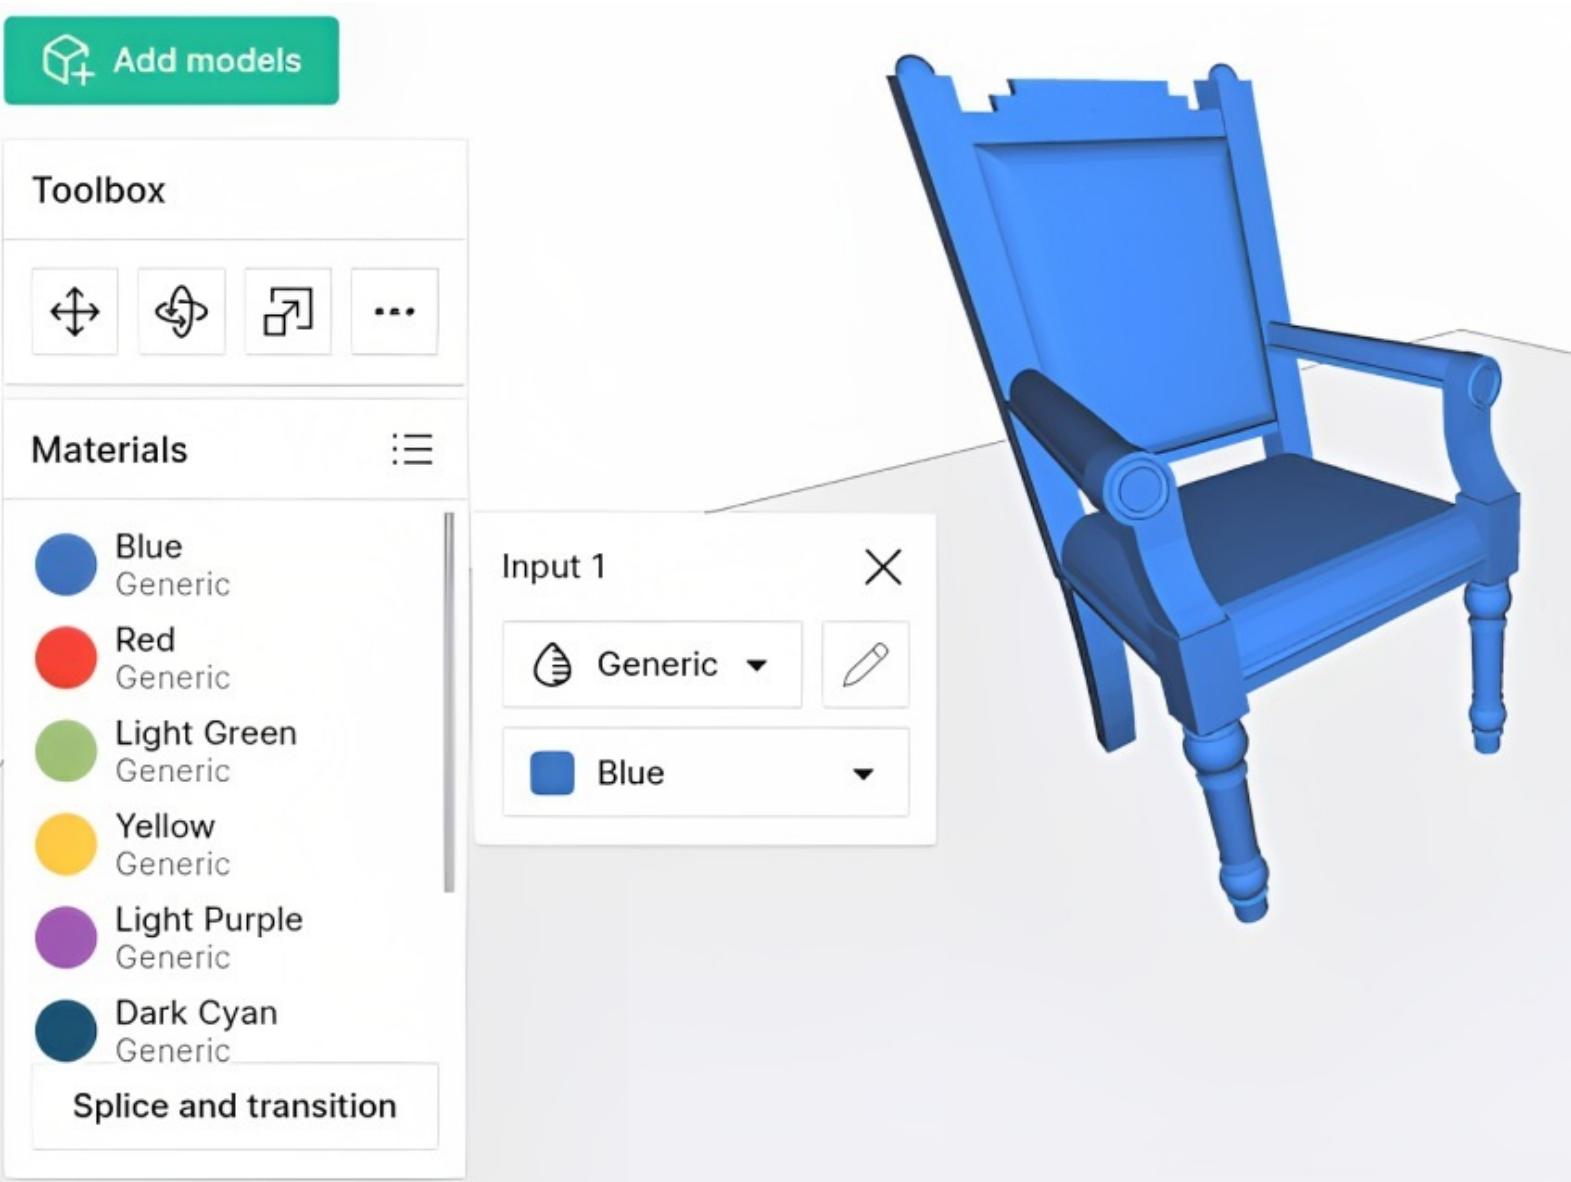 Add models
Toolbox
Materials
Blue
Generic
Red
Generic
Light Green
Generic
Yellow
Generic
Light Purple
Generic
Dark Cyan
Generic
Splice and transition
Input 1
Generic
Blue